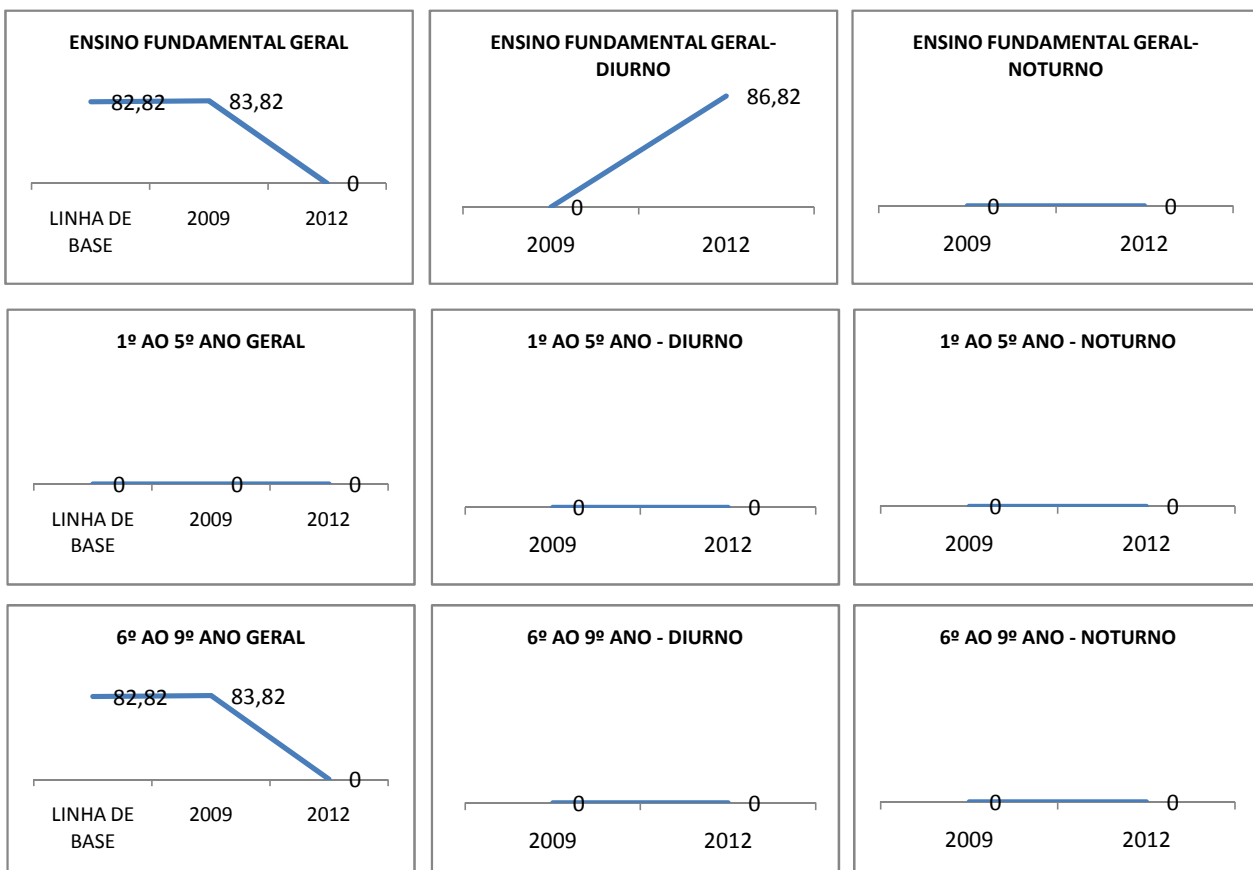 ENSINO FUNDAMENTAL GERAL
82,82
83,82
0
LINHA DE
BASE
2009
2012
ENSINO FUNDAMENTAL GERAL-
DIURNO
86,82
0
2009
2012
ENSINO FUNDAMENTAL GERAL-
NOTURNO
0
0
2009
2012
1º AO 5º ANO GERAL
0
0
0
LINHA DE
BASE
2009
2012
1º AO 5º ANO - DIURNO
0
0
2009
2012
1º AO 5º ANO - NOTURNO
0
0
2009
2012
6º AO 9º ANO GERAL
82,82
83,82
0
LINHA DE
BASE
2009
2012
6º AO 9º ANO - DIURNO
0
0
2009
2012
6º AO 9º ANO - NOTURNO
0
0
2009
2012